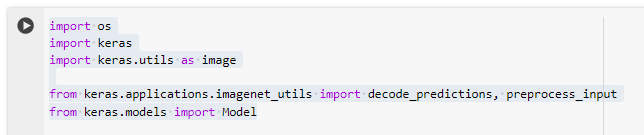 import os
import keras
import keras.utils as image
from keras.applications.imagenet_utils import decode_predictions, preprocess_input
from keras.models import Model